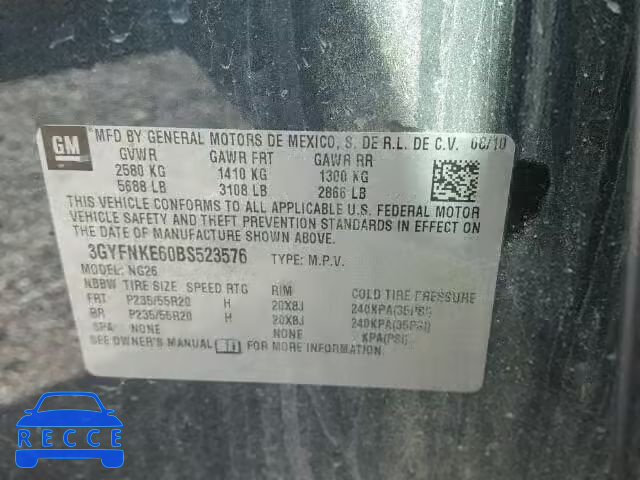 GM
MFD BY GENERAL MOTORS DE MEXICO, S. DE R.L. DE C.V. 08/10
GVWR GAWR FRT GAWR RR
2580 KG 1410 KG 1300 KG
5688 LB 3108 LB 2866 LB
THIS VEHICLE CONFORMS TO ALL APPLICABLE U.S. FEDERAL MOTOR
VEHICLE SAFETY AND THEFT PREVENTION STANDARDS IN EFFECT ON
THE DATE OF MANUFACTURE SHOWN ABOVE.
3GYFNKE60BS523576 TYPE: M.P.V.
MODEL: NG26
NBBW TIRE SIZE SPEED RTG RIM COLD TIRE PRESSURE
FRT P235/55R20 H 20X8J 240KPA(35PSI)
RR P235/55R20 H 20X8J 240KPA(35PSI)
SPA NONE NONE KPA(PSI)
SEE OWNER'S MANUAL FOR MORE INFORMATION.
RECCE